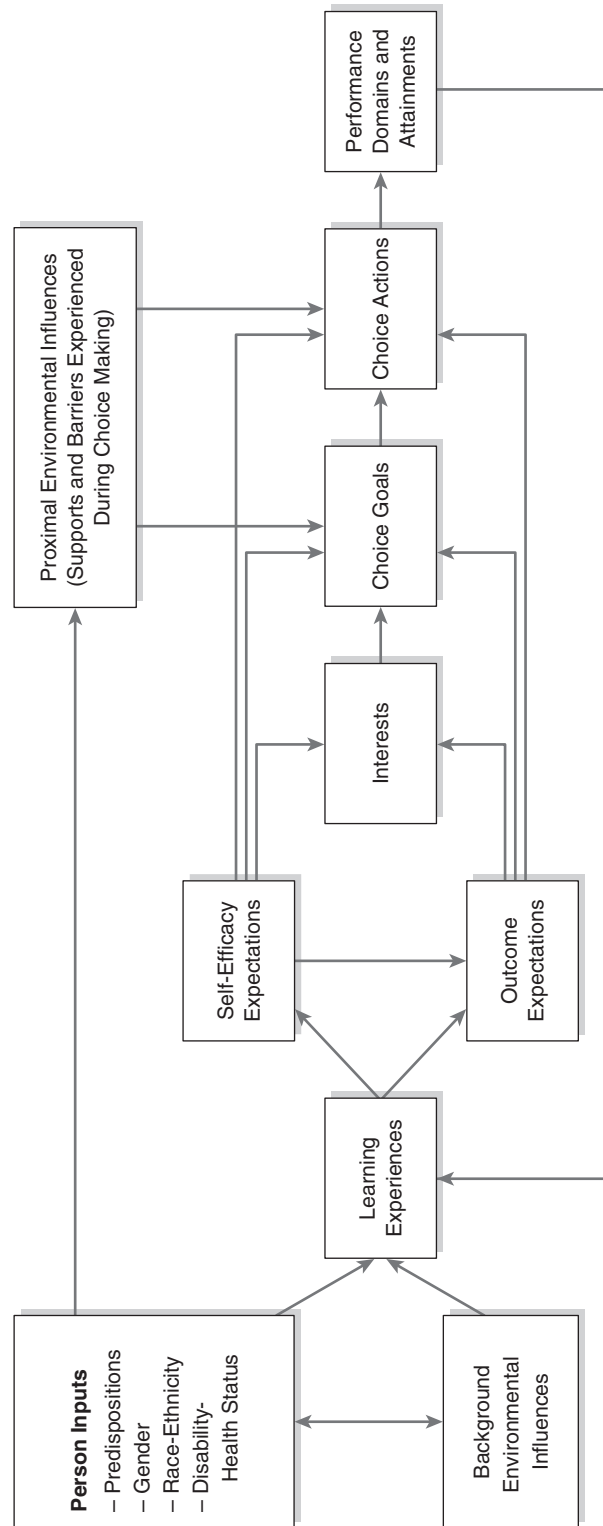 Person Inputs
– Predispositions
– Gender
– Race-Ethnicity
– Disability-
Health Status
Background
Environmental
Influences
Learning
Experiences
Self-Efficacy
Expectations
Outcome
Expectations
Interests
Proximal Environmental Influences
(Supports and Barriers Experienced
During Choice Making)
Choice Goals
Choice Actions
Performance
Domains and
Attainments